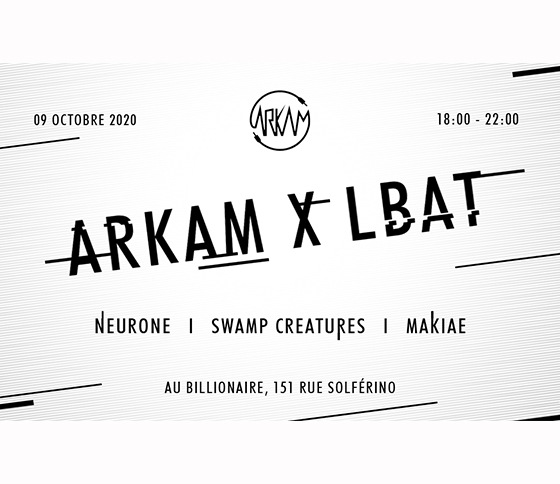 09 OCTOBRE 2020
ARKAM
18:00 - 22:00
ARKAM X LBAT
NEURONE | SWAMP CREATURES | MAKIAE
AU BILLIONAIRE, 151 RUE SOLFÉRINO